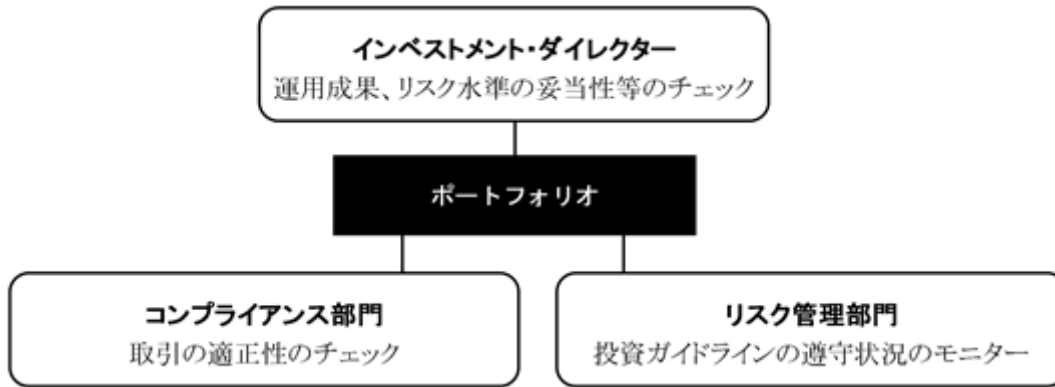 インベストメント・ダイレクター
運用成果、リスク水準の妥当性等のチェック
ポートフォリオ
コンプライアンス部門
取引の適正性のチェック
リスク管理部門
投資ガイドラインの遵守状況のモニター